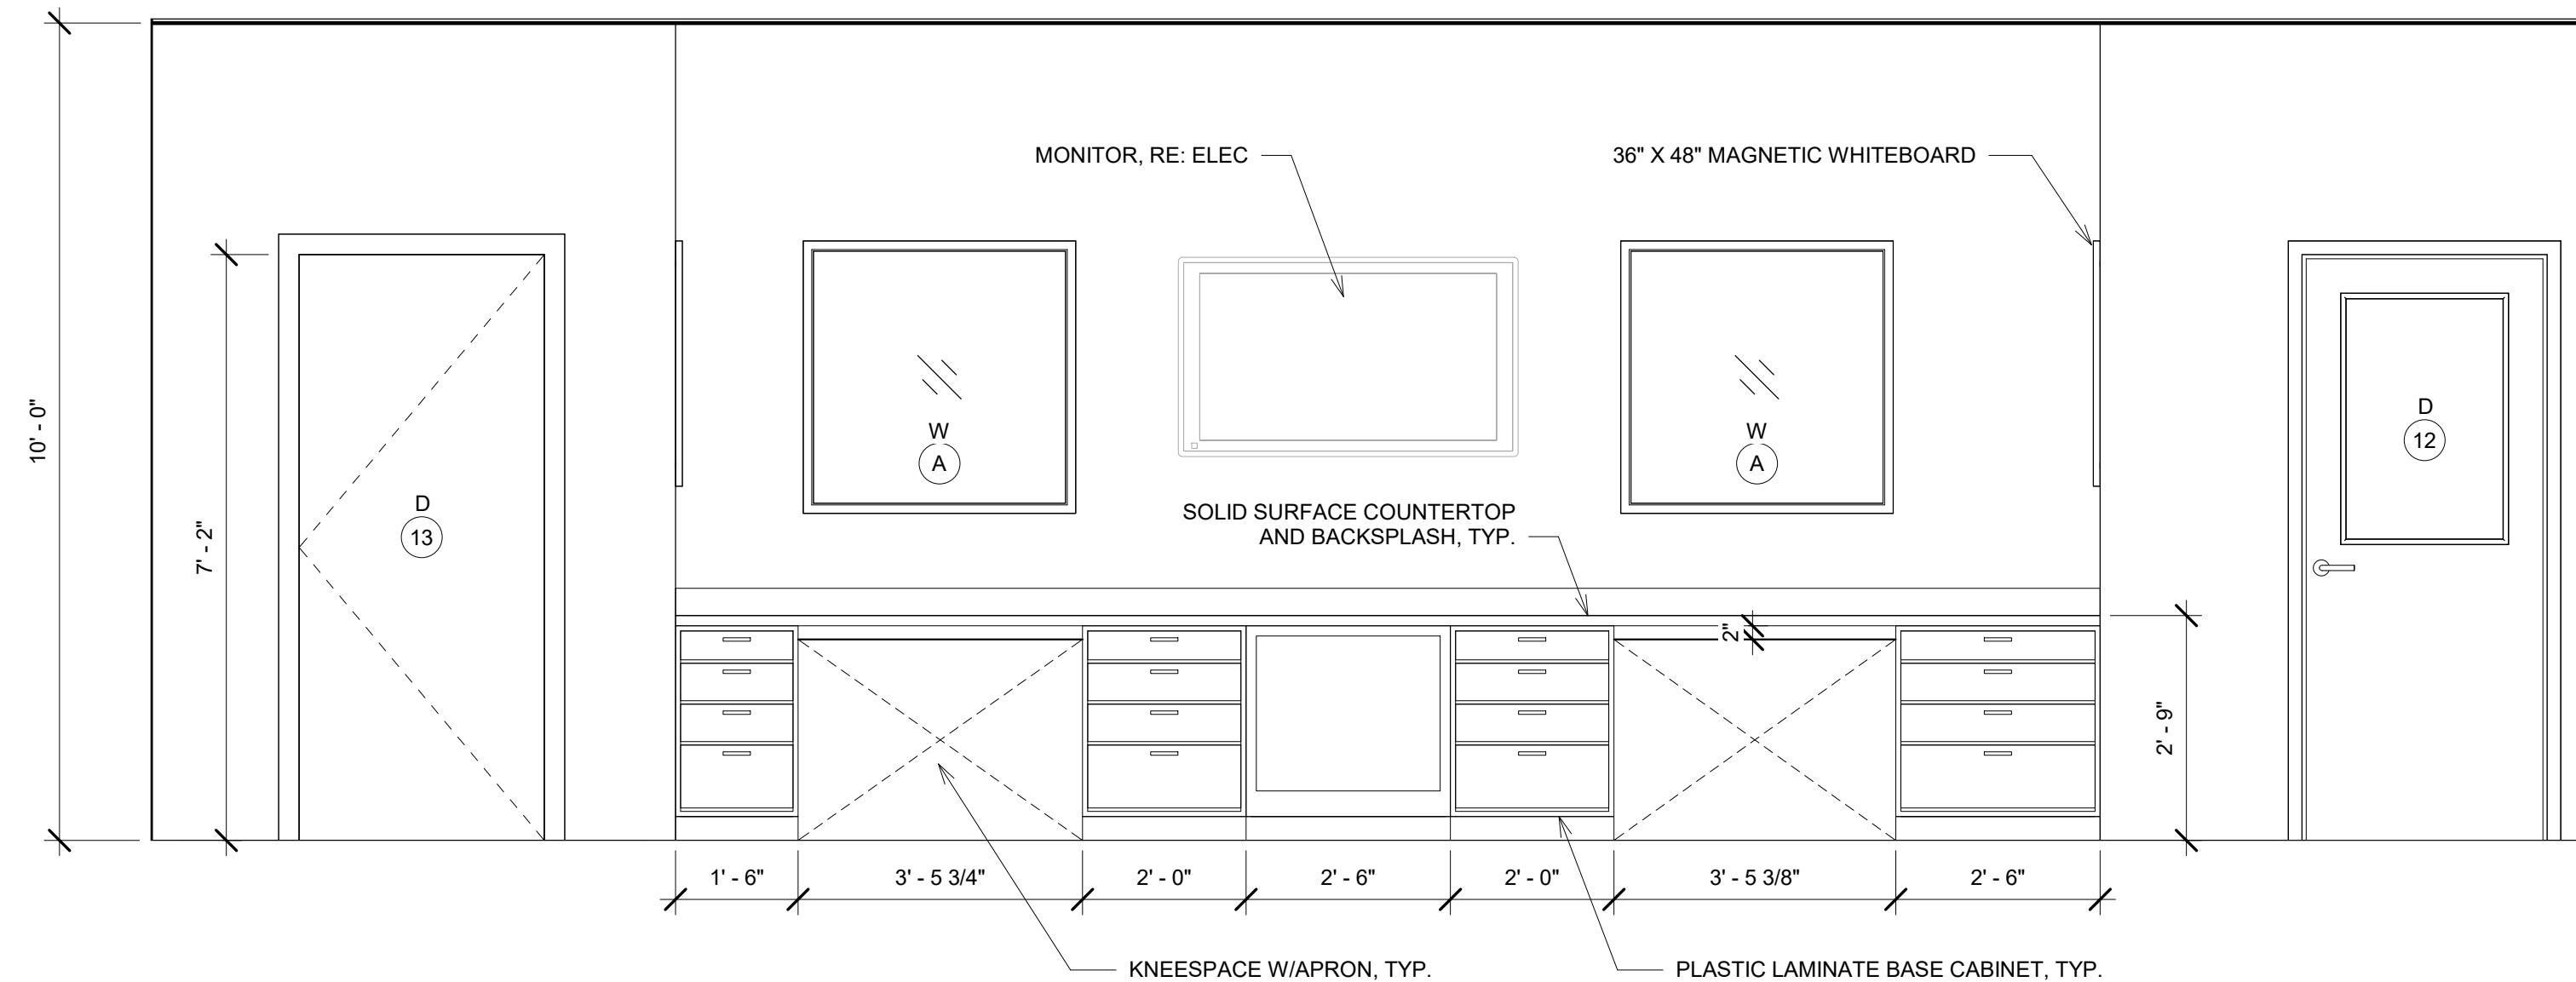 MONITOR, RE: ELEC
36" X 48" MAGNETIC WHITEBOARD
10' - 0"
7' - 2"
D
13
W
A
W
A
D
12
SOLID SURFACE COUNTERTOP
AND BACKSPLASH, TYP.
2"
2' - 9"
1' - 6"
3' - 5 3/4"
2' - 0"
2' - 6"
2' - 0"
3' - 5 3/8"
2' - 6"
KNEESPACE W/APRON, TYP.
PLASTIC LAMINATE BASE CABINET, TYP.